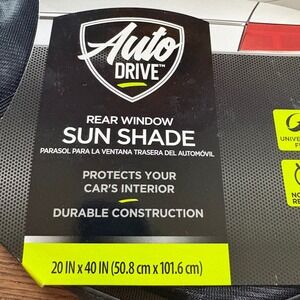 Auto
DRIVE™
REAR WINDOW
SUN SHADE
PARASOL PARA LA VENTANA TRASERA DEL AUTOMÓVIL
PROTECTS YOUR
CAR'S INTERIOR
DURABLE CONSTRUCTION
20 IN x 40 IN (50.8 cm x 101.6 cm)